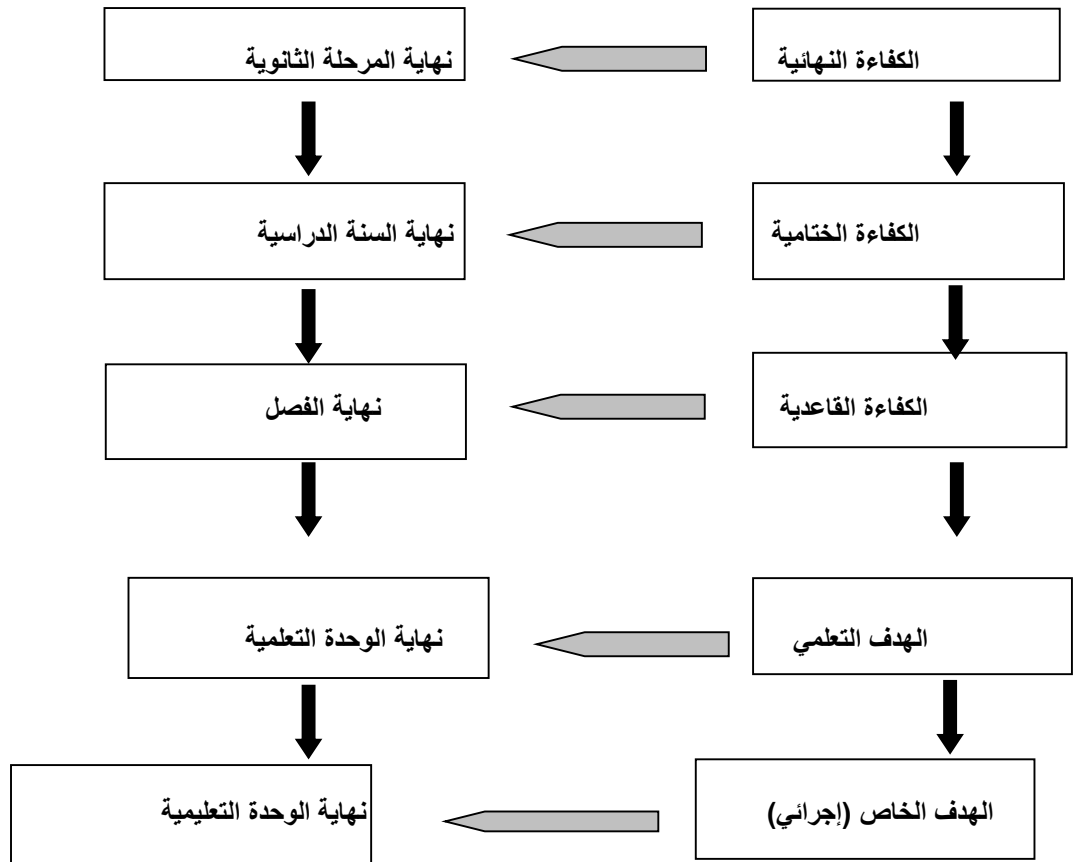 الكفاءة النهائية
نهاية المرحلة الثانوية
الكفاءة الختامية
نهاية السنة الدراسية
الكفاءة القاعدية
نهاية الفصل
الهدف التعلمي
نهاية الوحدة التعلمية
الهدف الخاص (إجرائي)
نهاية الوحدة التعليمية